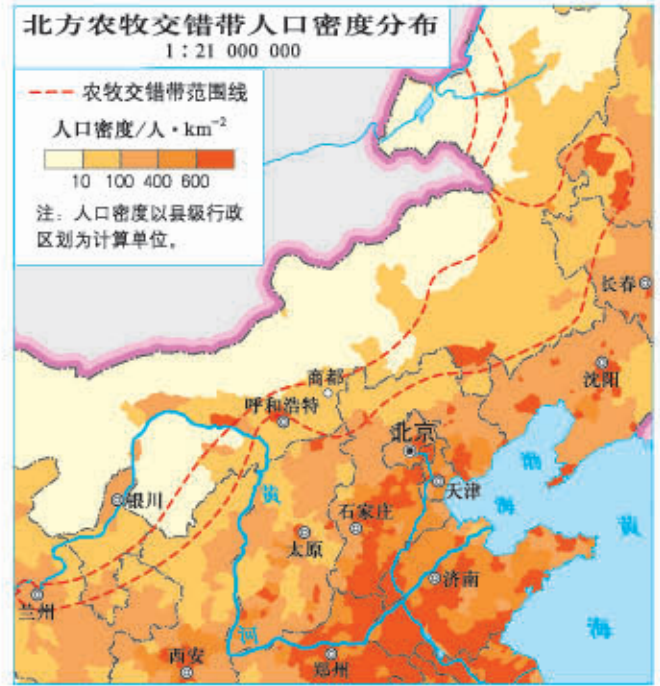 北方农牧交错带人口密度分布
1：21 000 000
农牧交错带范围线
人口密度/人·km⁻²
10 100 400 600
注：人口密度以县级行政
区划为计算单位。
长春
沈阳
商都
呼和浩特
北京
渤
海
天津
银川
黄
石家庄
黄
太原
济南
兰州
河
海
西安
郑州